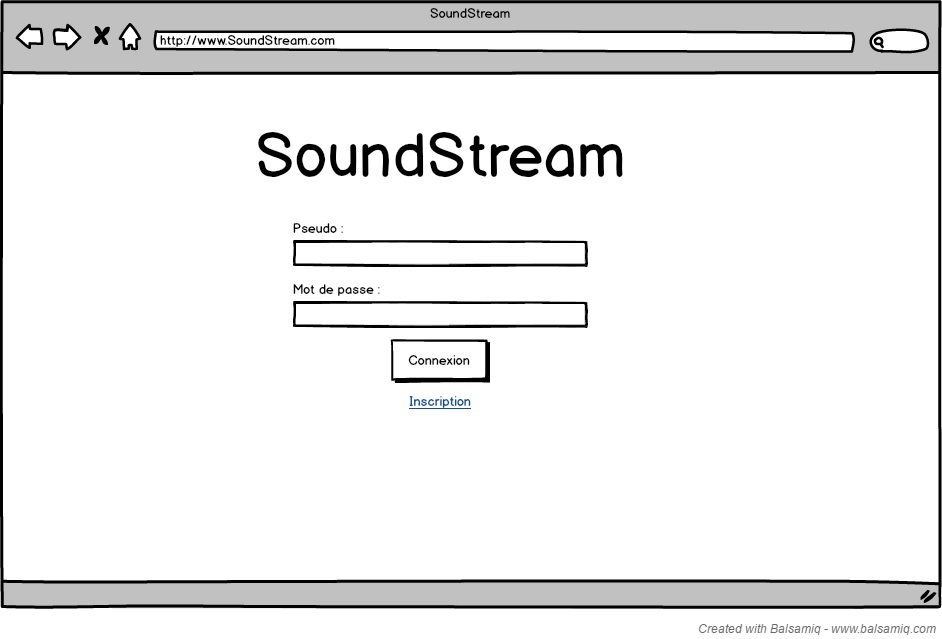 SoundStream
http://www.SoundStream.com
SoundStream
Pseudo :
Mot de passe :
Connexion
Inscription
Created with Balsamiq - www.balsamiq.com